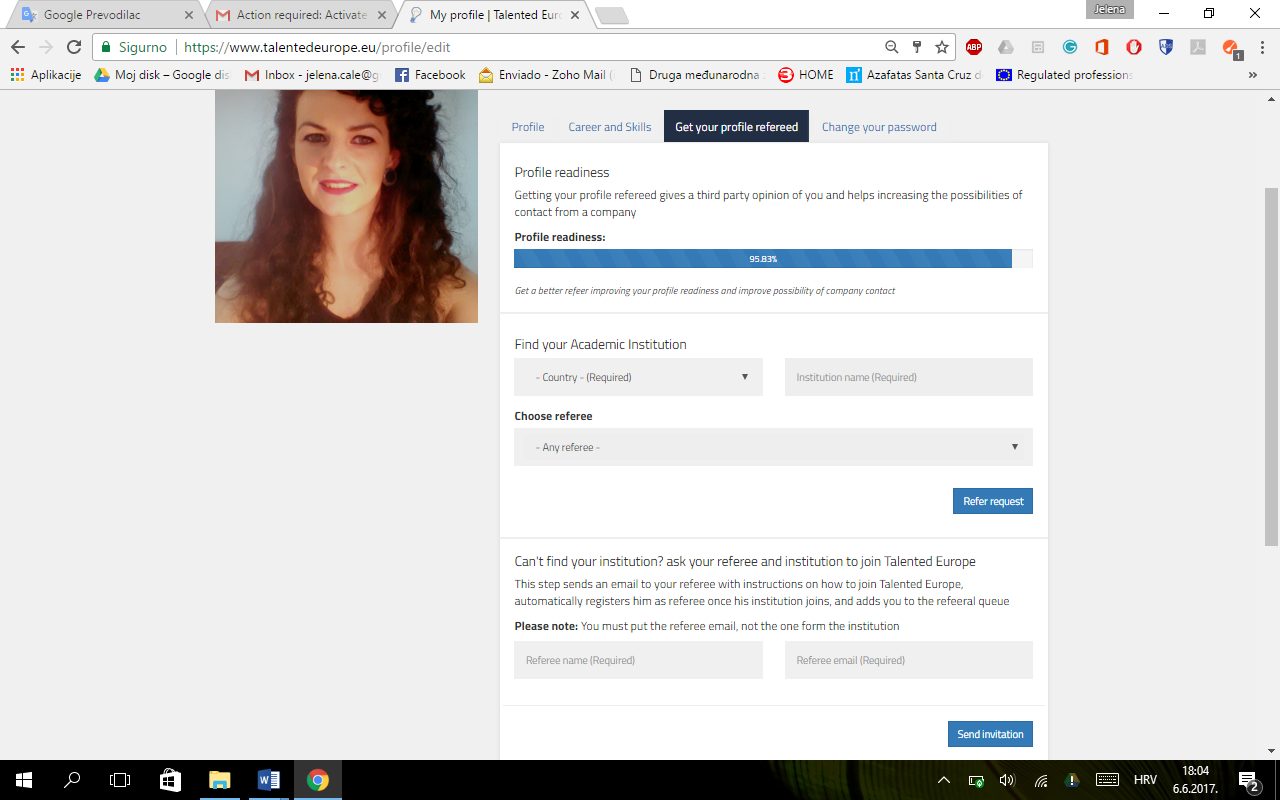 Google Prevodilac
Action required: Activate
My profile | Talented Euro
Jelena
Sigurno
https://www.talentedeurope.eu/profile/edit
ABP
1
Aplikacije
Moj disk – Google dis
Inbox - jelena.cale@g
Facebook
Enviado - Zoho Mail (
Druga međunarodna
HOME
Azafatas Santa Cruz d
Regulated professions
»
Profile
Career and Skills
Get your profile refereed
Change your password
Profile readiness
Getting your profile refereed gives a third party opinion of you and helps increasing the possibilities of
contact from a company
Profile readiness:
95.83%
Get a better refeer improving your profile readiness and improve possibility of company contact
Find your Academic Institution
- Country - (Required)
Institution name (Required)
Choose referee
- Any referee -
Refer request
Can't find your institution? ask your referee and institution to join Talented Europe
This step sends an email to your referee with instructions on how to join Talented Europe,
automatically registers him as referee once his institution joins, and adds you to the refeeral queue
Please note: You must put the referee email, not the one form the institution
Referee name (Required)
Referee email (Required)
Send invitation
HRV
18:04
6.6.2017.
2